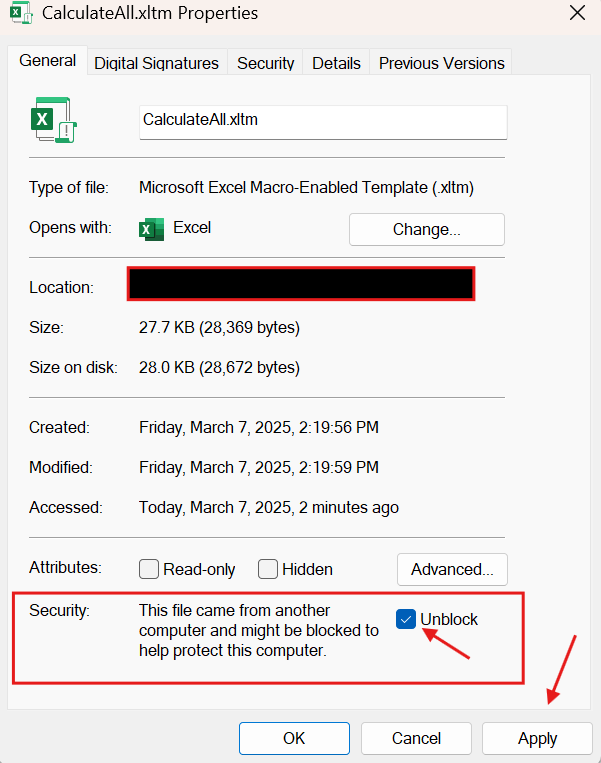 CalculateAll.xltm Properties
General Digital Signatures Security Details Previous Versions
CalculateAll.xltm
Type of file: Microsoft Excel Macro-Enabled Template (.xltm)
Opens with: Excel Change...
Location:
Size: 27.7 KB (28,369 bytes)
Size on disk: 28.0 KB (28,672 bytes)
Created: Friday, March 7, 2025, 2:19:56 PM
Modified: Friday, March 7, 2025, 2:19:59 PM
Accessed: Today, March 7, 2025, 2 minutes ago
Attributes: Read-only Hidden Advanced...
Security: This file came from another
computer and might be blocked to Unblock
help protect this computer.
OK Cancel Apply